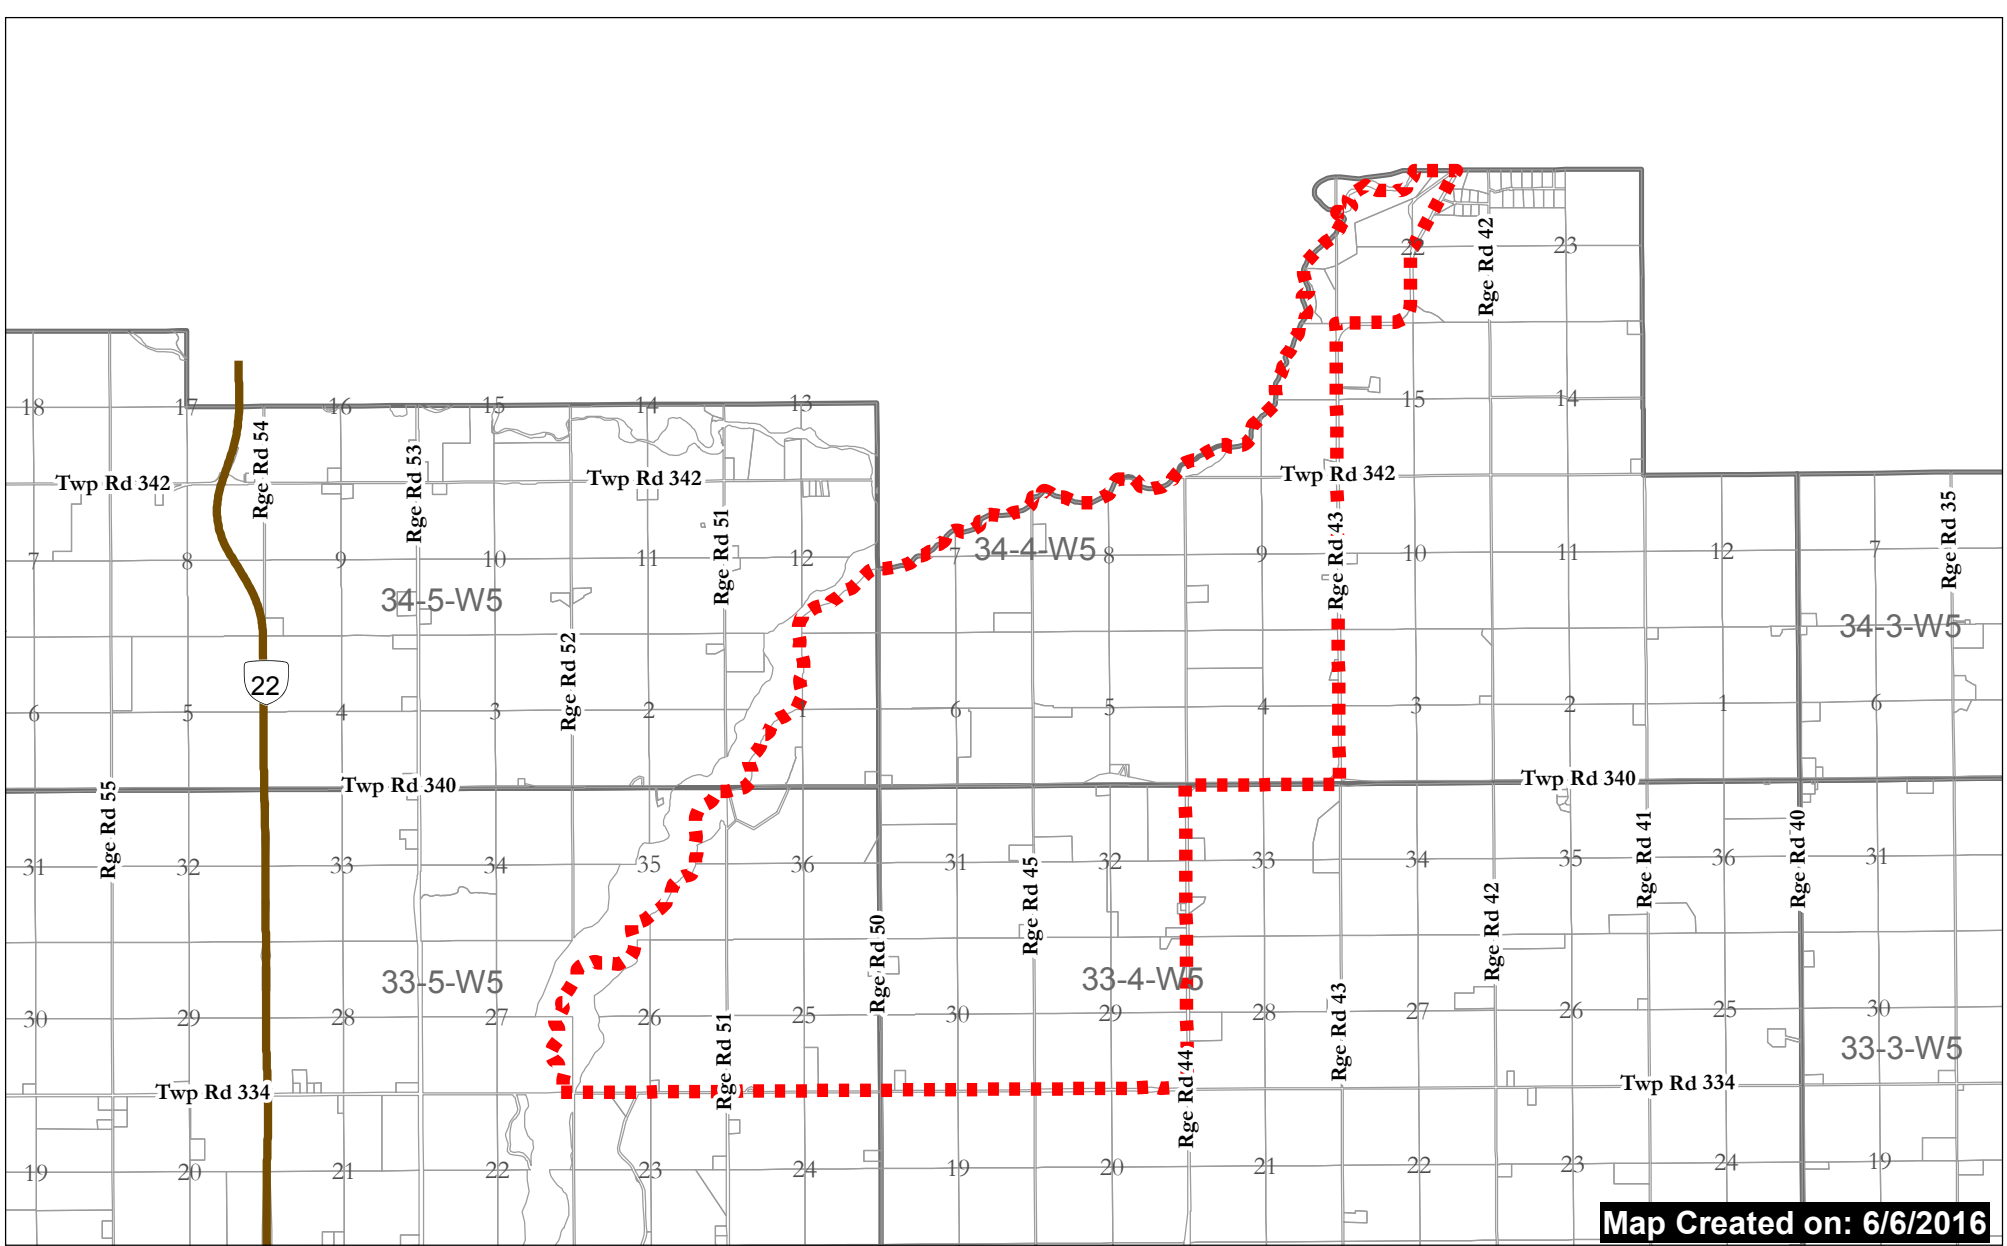 22 23
Rge Rd 42
18 17 16 15 14 13 15 14
Rge Rd 54
Rge Rd 53
Twp Rd 342 Twp Rd 342 Twp Rd 342
Rge Rd 51
Rge Rd 43
Rge Rd 35
7 8 9 10 11 12 7 8 9 10 11 12 7
34-4-W5
34-5-W5
34-3-W5
Rge Rd 52
22
6 5 4 3 2 1 6 5 4 3 2 1 6
Twp Rd 340 Twp Rd 340
Rge Rd 55
Rge Rd 41
Rge Rd 40
31 32 33 34 35 36 31 32 33 34 35 36 31
Rge Rd 45
Rge Rd 42
Rge Rd 50
33-5-W5 33-4-W5
30 29 28 27 26 25 30 29 28 27 26 25 30
Rge Rd 51
Rge Rd 43
33-3-W5
Rge Rd 44
Twp Rd 334 Twp Rd 334
19 20 21 22 23 24 19 20 21 22 23 24 19
Map Created on: 6/6/2016